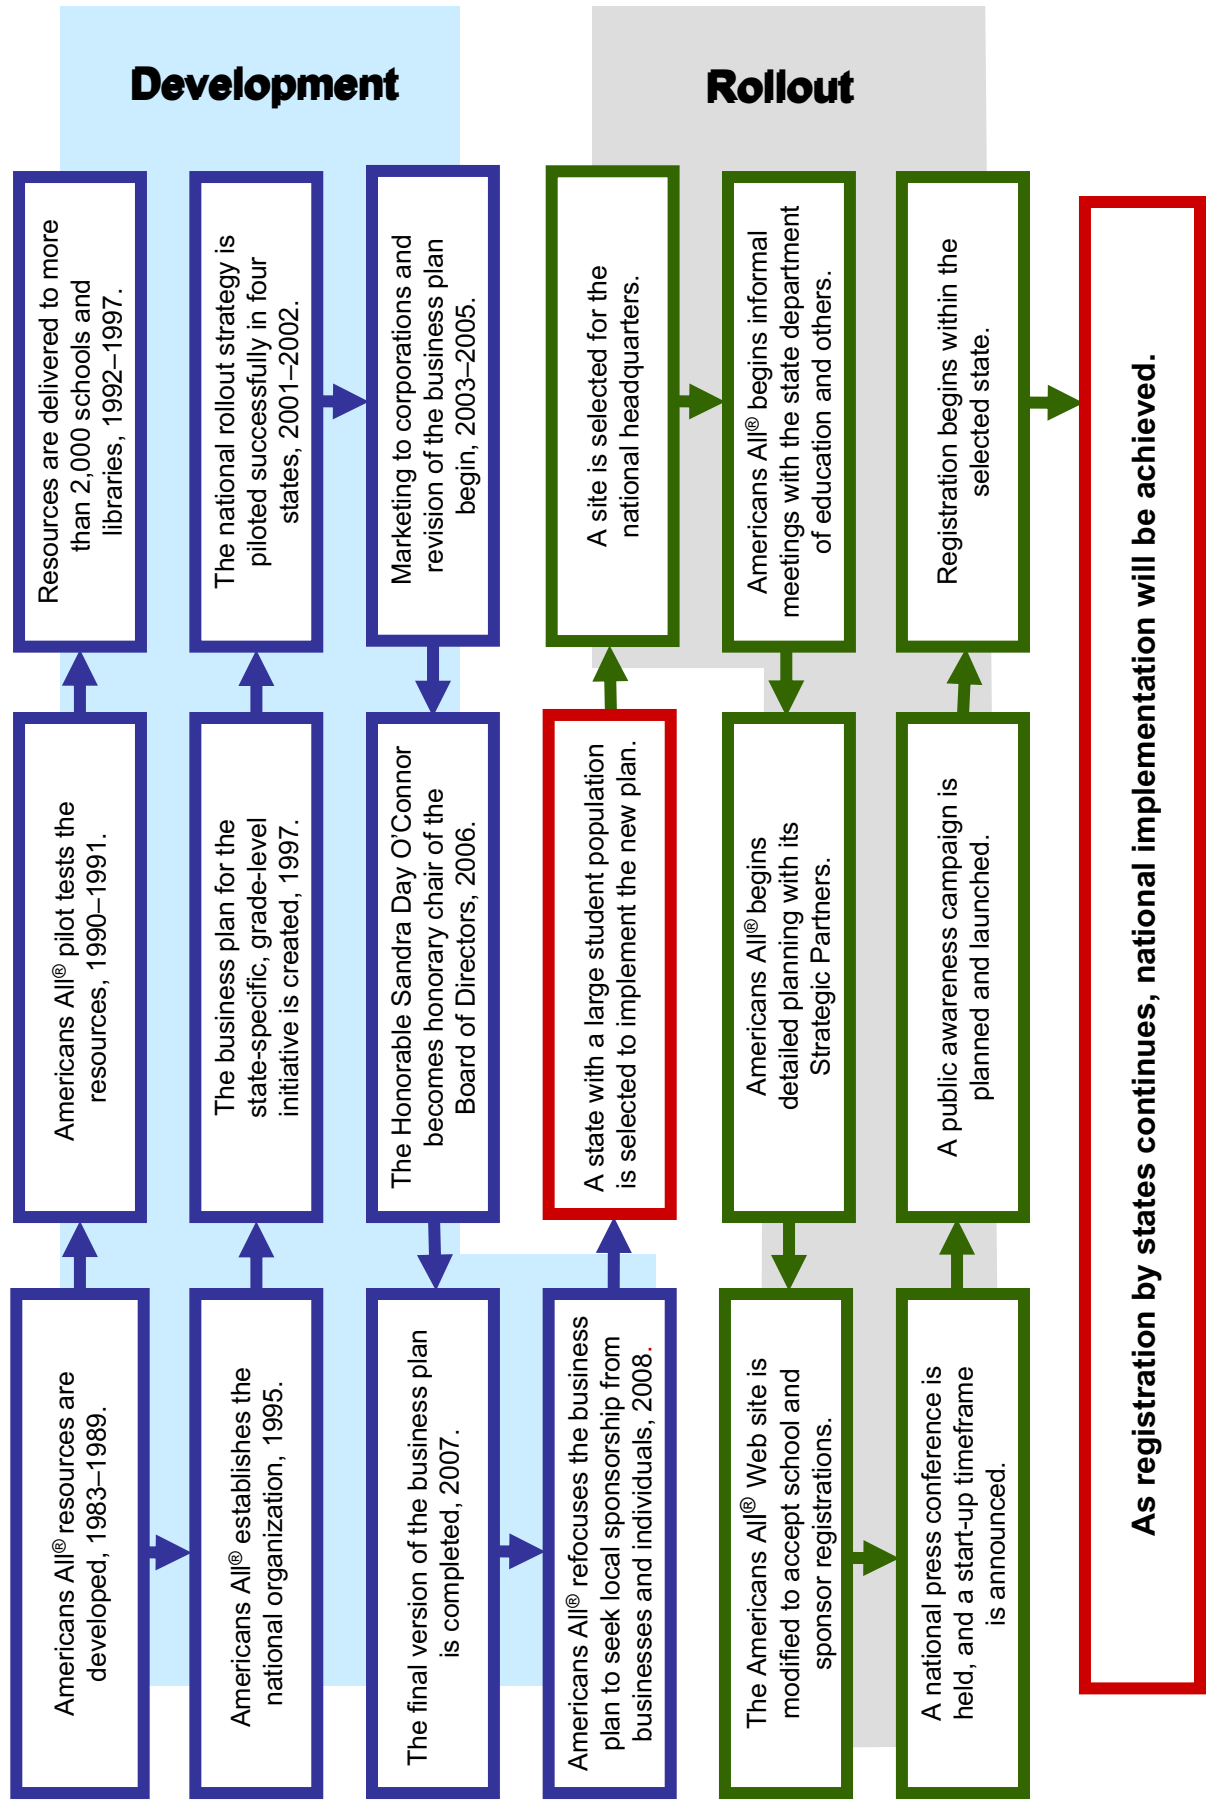 Development
Americans All® resources are
developed, 1983–1989.
Americans All® pilot tests the
resources, 1990–1991.
Resources are delivered to more
than 2,000 schools and
libraries, 1992–1997.
Americans All® establishes the
national organization, 1995.
The business plan for the
state-specific, grade-level
initiative is created, 1997.
The national rollout strategy is
piloted successfully in four
states, 2001–2002.
Marketing to corporations and
revision of the business plan
begin, 2003–2005.
The Honorable Sandra Day O’Connor
becomes honorary chair of the
Board of Directors, 2006.
The final version of the business plan
is completed, 2007.
Americans All® refocuses the business
plan to seek local sponsorship from
businesses and individuals, 2008.
Rollout
A state with a large student population
is selected to implement the new plan.
A site is selected for the
national headquarters.
Americans All® begins informal
meetings with the state department
of education and others.
Americans All® begins
detailed planning with its
Strategic Partners.
The Americans All® Web site is
modified to accept school and
sponsor registrations.
A national press conference is
held, and a start-up timeframe
is announced.
A public awareness campaign is
planned and launched.
Registration begins within the
selected state.
As registration by states continues, national implementation will be achieved.